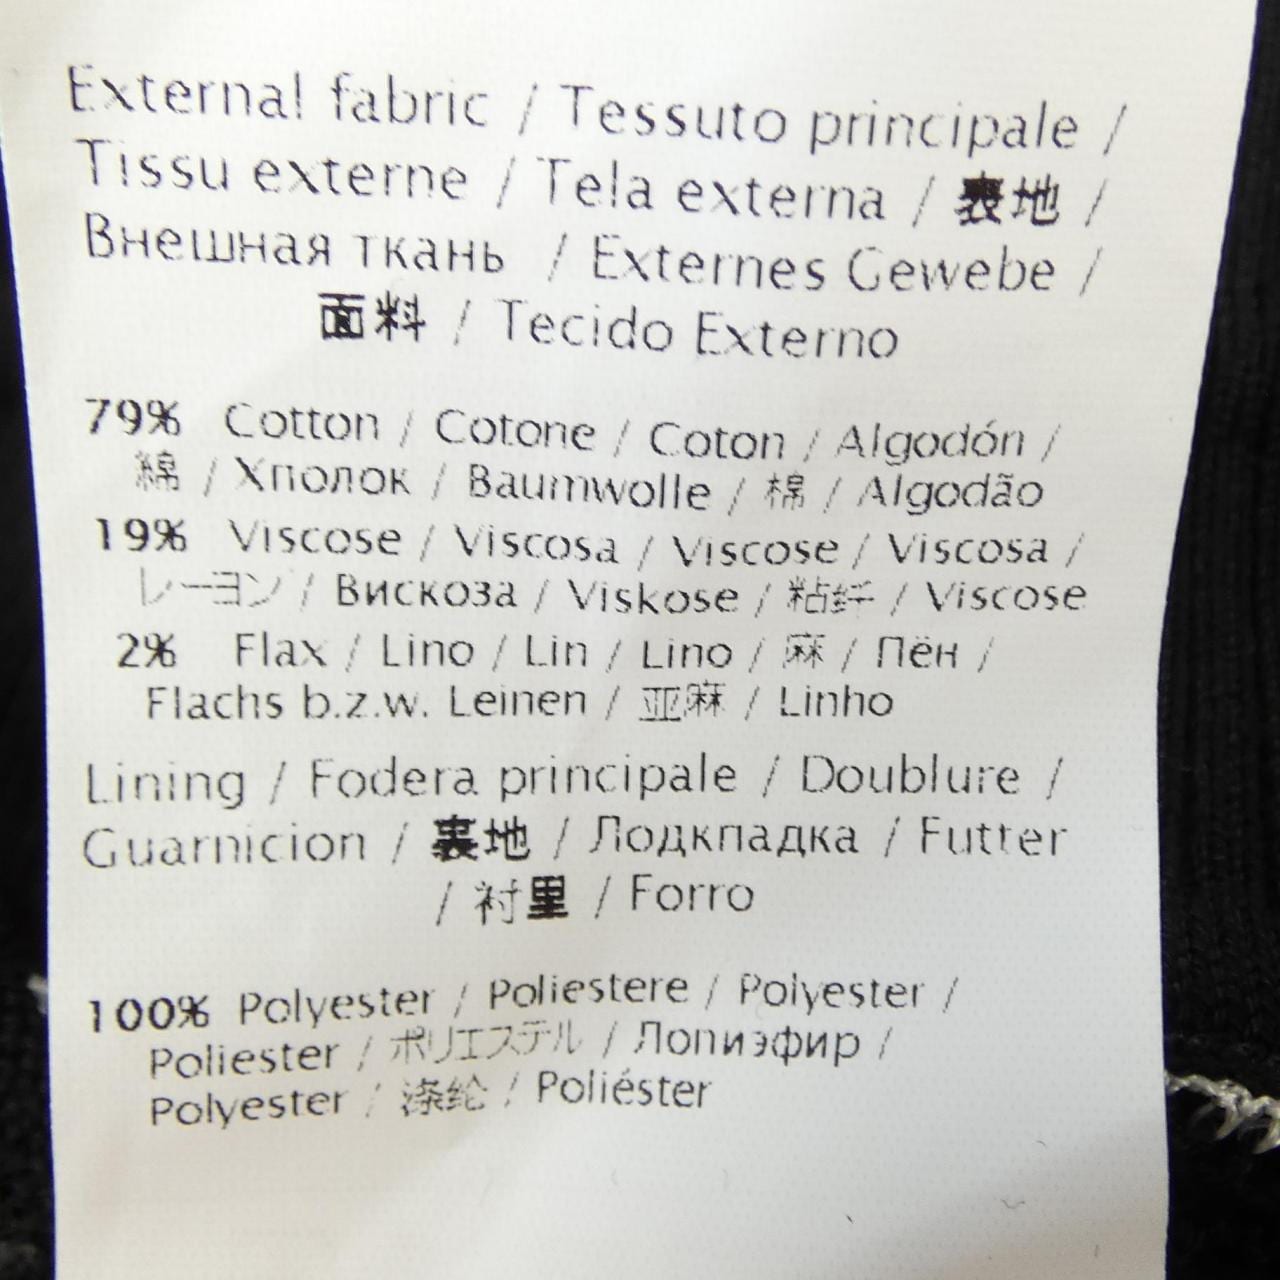 External fabric / Tessuto principale /
Tissu externe / Tela externa / 表地 /
Внешная ткань / Externes Gewebe /
面料 / Tecido Externo
79% Cotton / Cotone / Coton / Algodón /
綿 / Хполок / Baumwolle / 棉 / Algodão
19% Viscose / Viscosa / Viscose / Viscosa /
レーヨン / Вискоза / Viskose / 粘纤 / Viscose
2% Flax / Lino / Lin / Lino / 麻 / Пён /
Flachs b.z.w. Leinen / 亚麻 / Linho
Lining / Fodera principale / Doublure /
Guarnicion / 裏地 / Лодкпадка / Futter
/ 衬里 / Forro
100% Polyester / Poliestere / Polyester /
Poliester / ポリエステル / Лопиэфир /
Polyester / 涤纶 / Poliéster